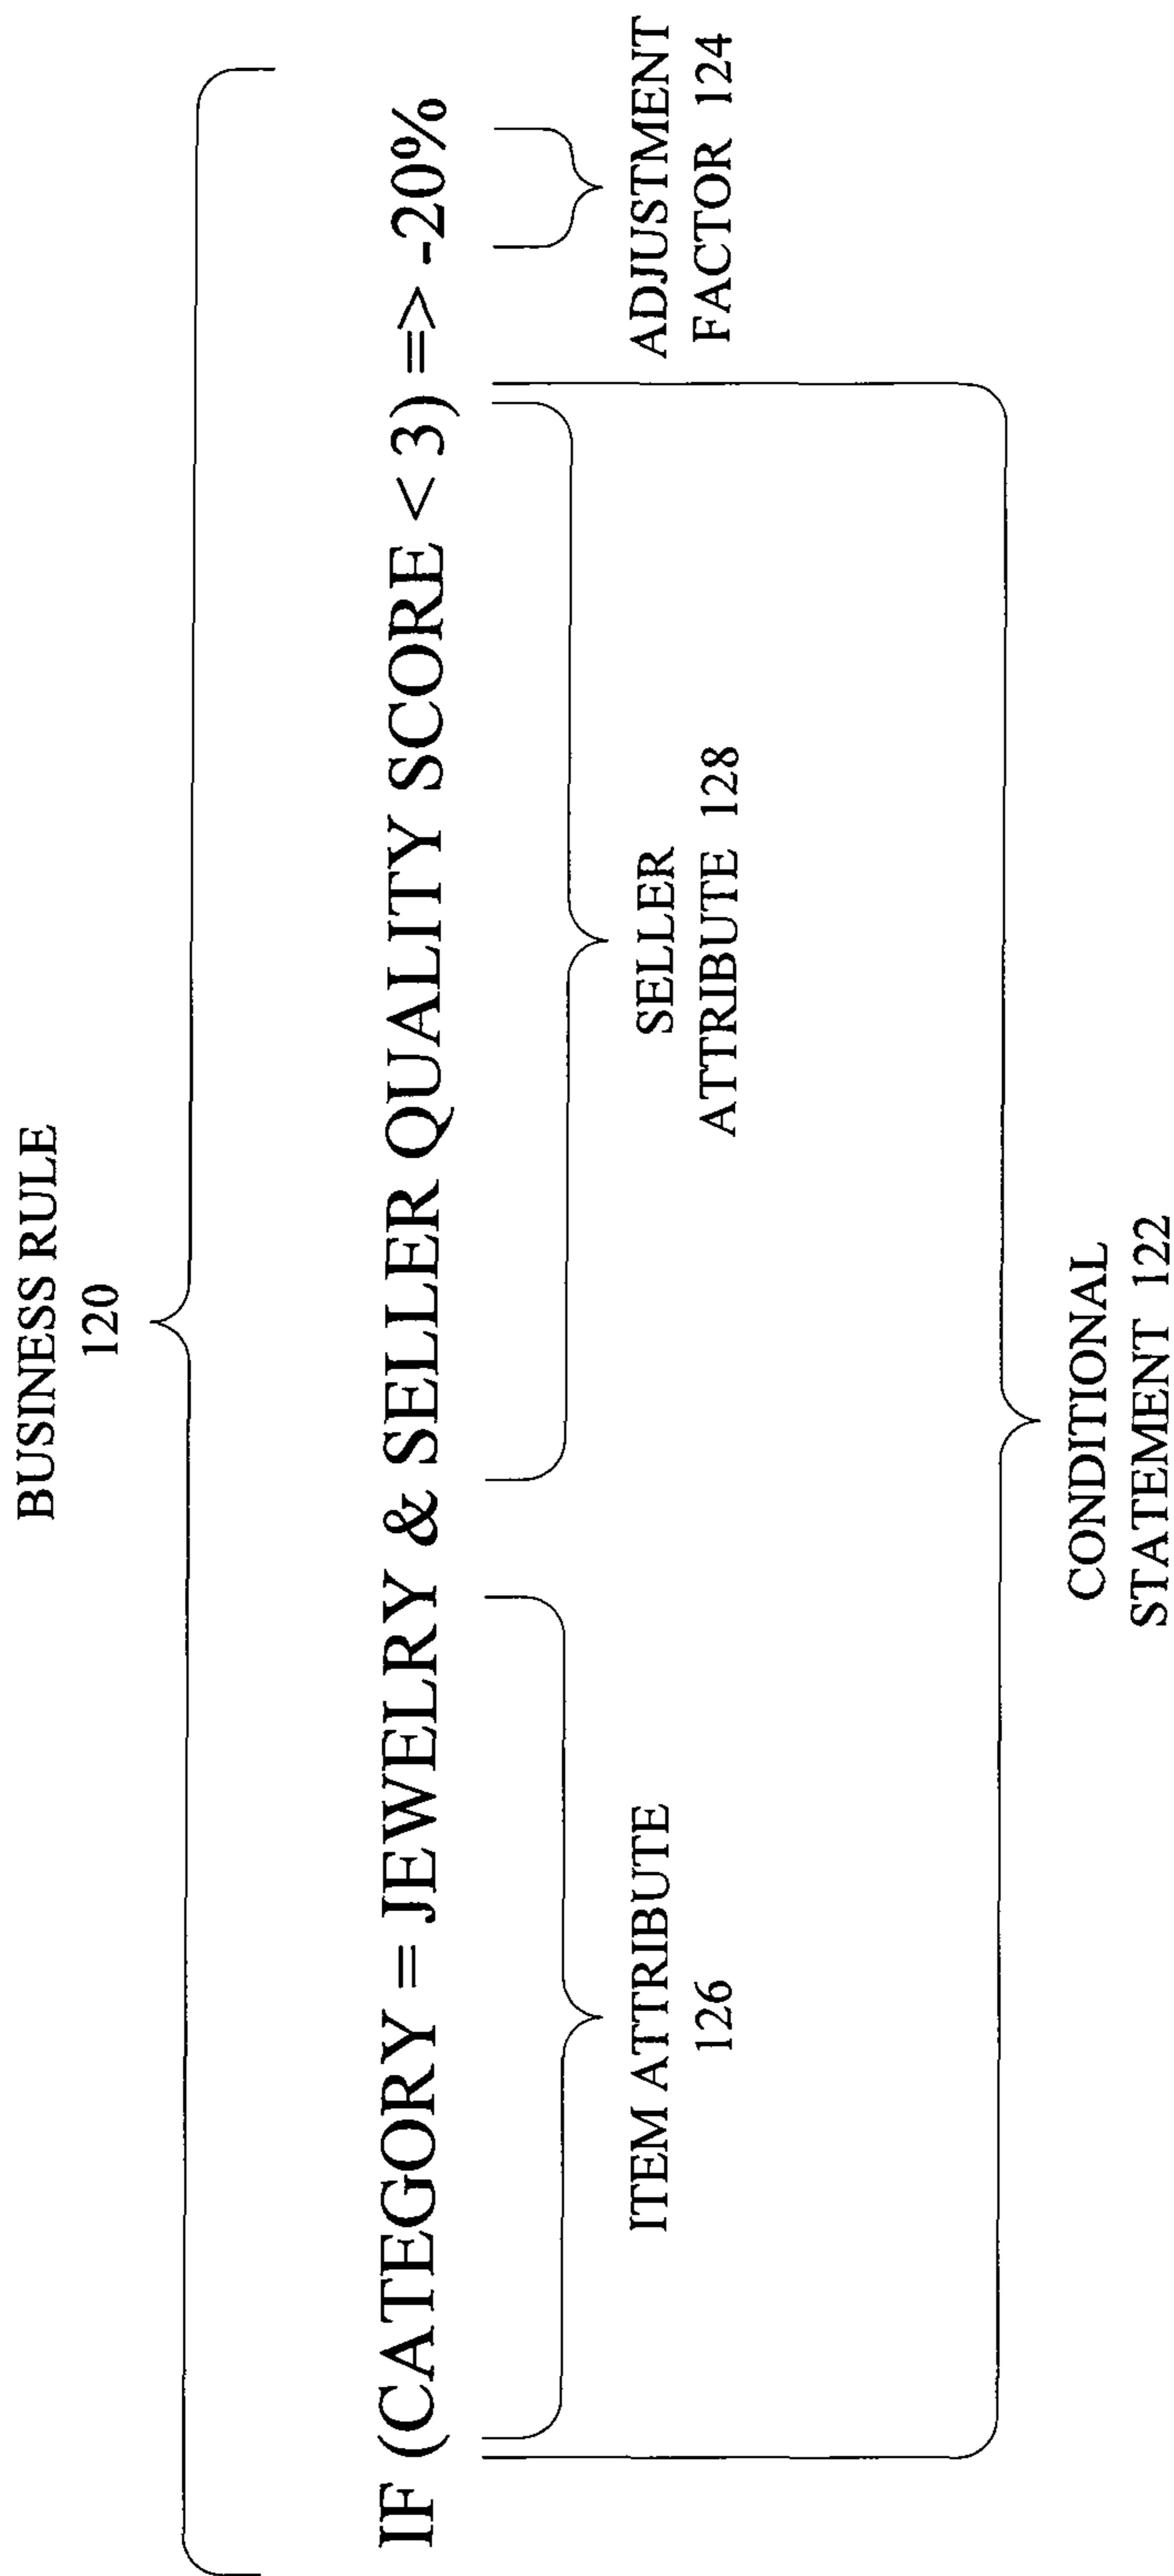 BUSINESS RULE
120
IF (CATEGORY = JEWELRY & SELLER QUALITY SCORE < 3) => -20%
ITEM ATTRIBUTE
126
SELLER
ATTRIBUTE 128
ADJUSTMENT
FACTOR 124
CONDITIONAL
STATEMENT 122